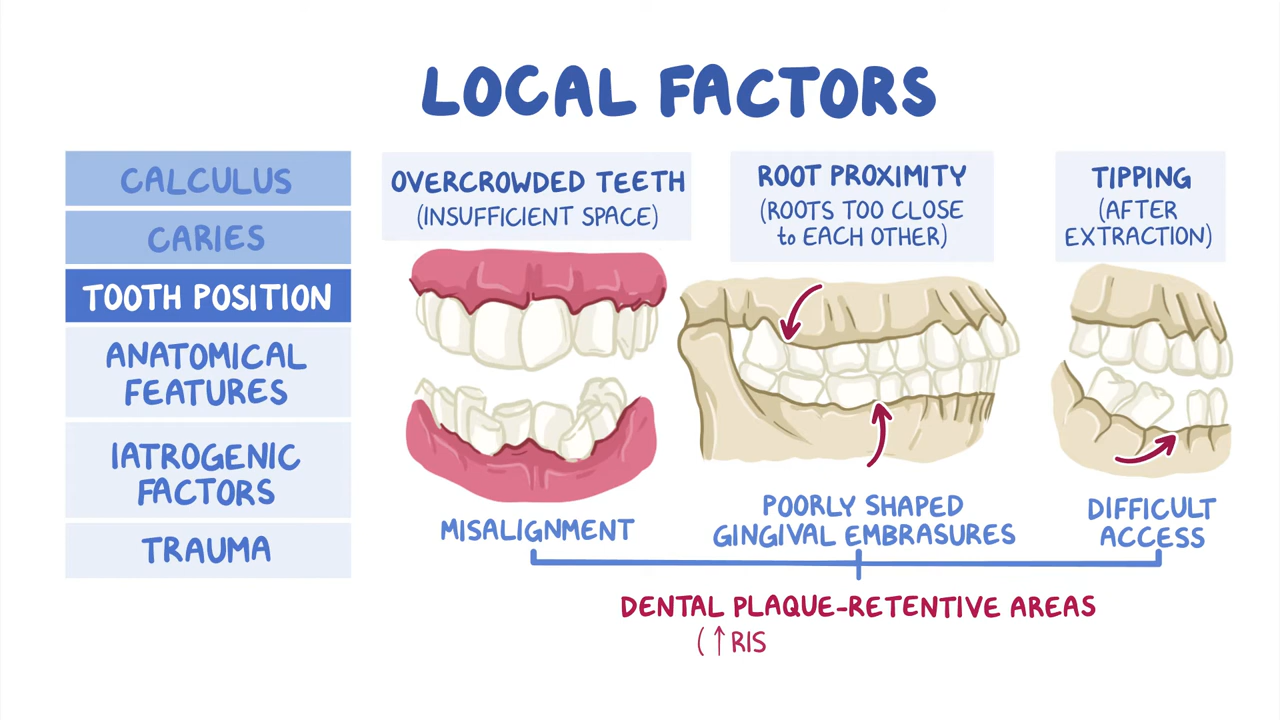 LOCAL FACTORS
CALCULUS
CARIES
TOOTH POSITION
ANATOMICAL
FEATURES
IATROGENIC
FACTORS
TRAUMA
OVERCROWDED TEETH
(INSUFFICIENT SPACE)
MISALIGNMENT
ROOT PROXIMITY
(ROOTS TOO CLOSE
to EACH OTHER)
POORLY SHAPED
GINGIVAL EMBRASURES
TIPPING
(AFTER
EXTRACTION)
DIFFICULT
ACCESS
DENTAL PLAQUE-RETENTIVE AREAS
(↑RIS